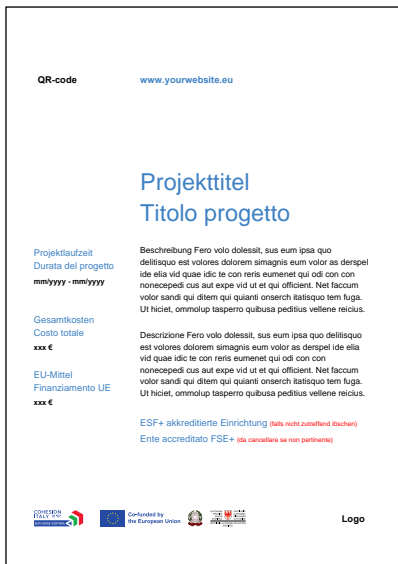 QR-code
www.yourwebsite.eu
Projekttitel
Titolo progetto
Projektlaufzeit
Durata del progetto
mm/yyyy - mm/yyyy
Gesamtkosten
Costo totale
xxx €
EU-Mittel
Finanziamento UE
xxx €
Beschreibung Fero volo dolessit, sus eum ipsa quo
delitisquo est volores dolorem simagnis eum volor as derspel
ide elia vid quae idic te con reris eumenet qui odi con con
nonecepedi cus aut expe vid ut et qui officient. Net faccum
volor sandi qui ditem qui quianti onserch itatisquo tem fuga.
Ut hiciet, ommolup tasperro quibusa peditius vellene reicius.
Descrizione Fero volo dolessit, sus eum ipsa quo delitisquo
est volores dolorem simagnis eum volor as derspel ide elia
vid quae idic te con reris eumenet qui odi con con
nonecepedi cus aut expe vid ut et qui officient. Net faccum
volor sandi qui ditem qui quianti onserch itatisquo tem fuga.
Ut hiciet, ommolup tasperro quibusa peditius vellene reicius.
ESF+ akkreditierte Einrichtung (falls nicht zutreffend löschen)
Ente accreditato FSE+ (da cancellare se non pertinente)
COHESION
ITALY
Co-funded by
the European Union
Logo